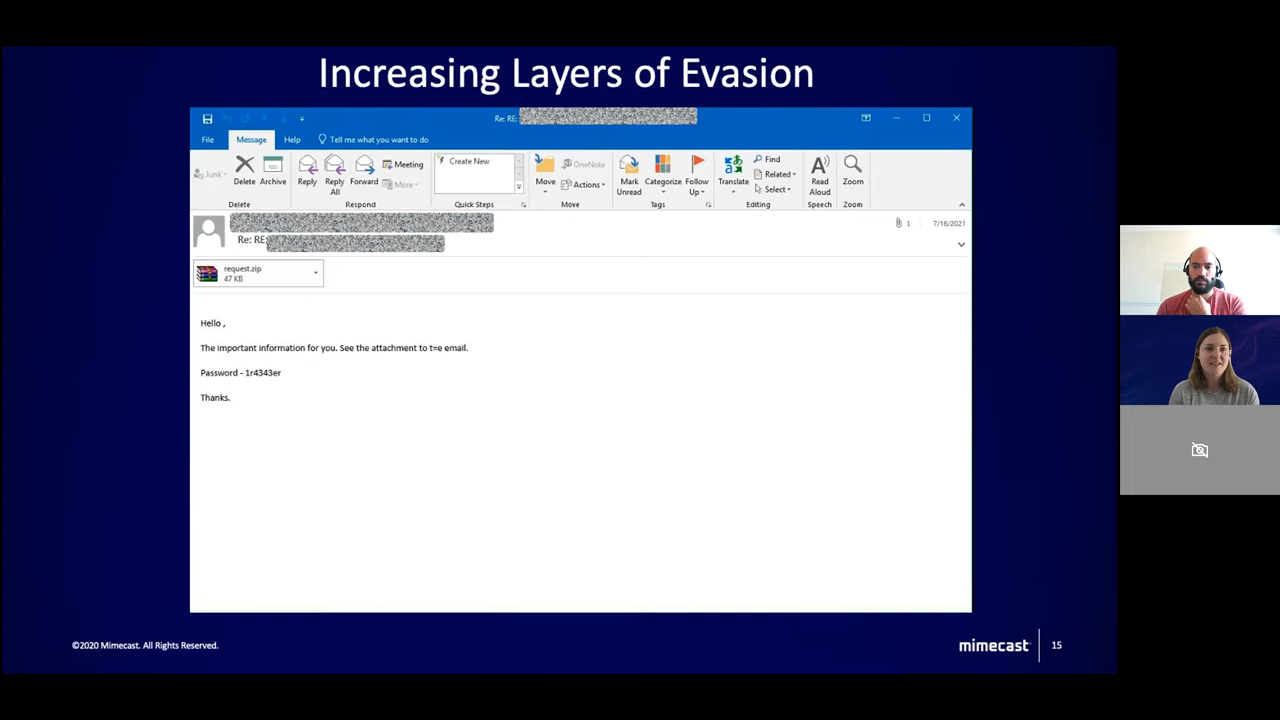 Increasing Layers of Evasion
Re: RE:
File Message Help Tell me what you want to do
Junk Delete Archive Reply Reply All Forward Meeting More Create New Move OneNote Actions Mark Unread Categorize Follow Up Translate Find Related Select Read Aloud Zoom
Delete Respond Quick Steps Move Tags Editing Speech Zoom
1 7/16/2021
Re: RE:
request.zip
47 KB
Hello ,
The important information for you. See the attachment to t=e email.
Password - 1r4343er
Thanks.
©2020 Mimecast. All Rights Reserved.
mimecast 15